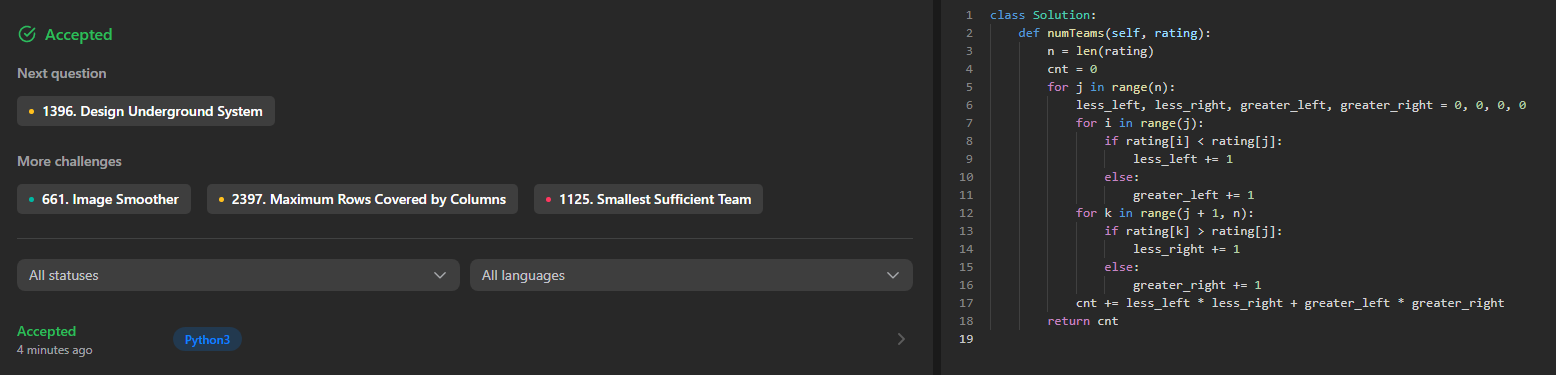 Accepted
Next question
1396. Design Underground System
More challenges
661. Image Smoother
2397. Maximum Rows Covered by Columns
1125. Smallest Sufficient Team
All statuses
All languages
Accepted
4 minutes ago
Python3
1 class Solution:
2     def numTeams(self, rating):
3         n = len(rating)
4         cnt = 0
5         for j in range(n):
6             less_left, less_right, greater_left, greater_right = 0, 0, 0, 0
7             for i in range(j):
8                 if rating[i] < rating[j]:
9                     less_left += 1
10                 else:
11                     greater_left += 1
12             for k in range(j + 1, n):
13                 if rating[k] > rating[j]:
14                     less_right += 1
15                 else:
16                     greater_right += 1
17             cnt += less_left * less_right + greater_left * greater_right
18         return cnt
19